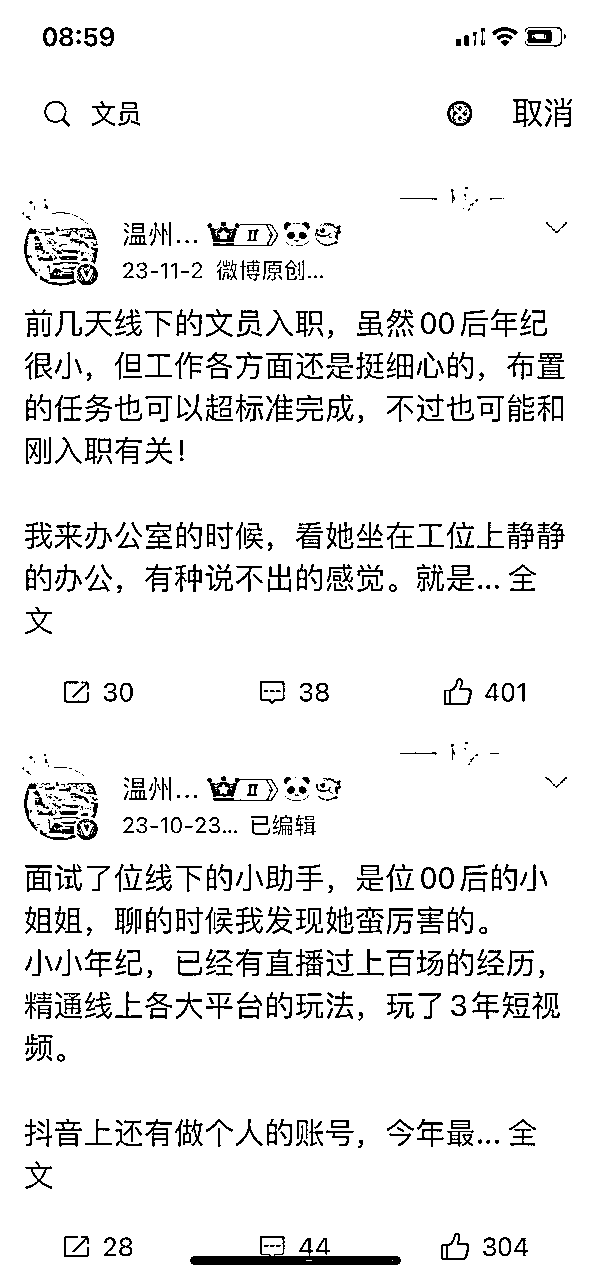 08:59
文员
取消
温州... II
23-11-2 微博原创...
前几天线下的文员入职，虽然00后年纪
很小，但工作各方面还是挺细心的，布置
的任务也可以超标准完成，不过也可能和
刚入职有关！
我来办公室的时候，看她坐在工位上静静
的办公，有种说不出的感觉。就是... 全
文
30 38 401
温州... II
23-10-23... 已编辑
面试了位线下的小助手，是位00后的小
姐姐，聊的时候我发现她蛮厉害的。
小小年纪，已经有直播过上百场的经历，
精通线上各大平台的玩法，玩了3年短视
频。
抖音上还有做个人的账号，今年最... 全
文
28 44 304